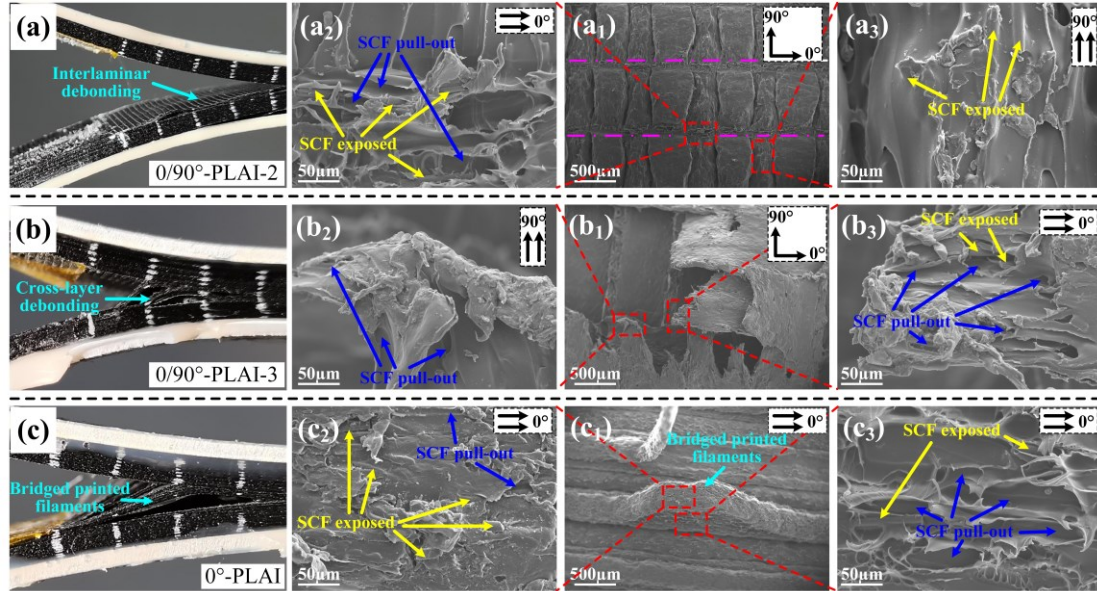 (a)
Interlaminar
debonding
0/90°-PLAI-2
(a₂)
0°
SCF pull-out
SCF exposed
50μm
(a₁)
90°
0°
500μm
(a₃)
90°
SCF exposed
50μm
(b)
Cross-layer
debonding
0/90°-PLAI-3
(b₂)
90°
SCF pull-out
50μm
(b₁)
90°
0°
500μm
(b₃)
SCF exposed
0°
SCF pull-out
50μm
(c)
Bridged printed
filaments
0°-PLAI
(c₂)
0°
SCF pull-out
SCF exposed
50μm
(c₁)
0°
Bridged printed
filaments
500μm
(c₃)
0°
SCF exposed
SCF pull-out
50μm